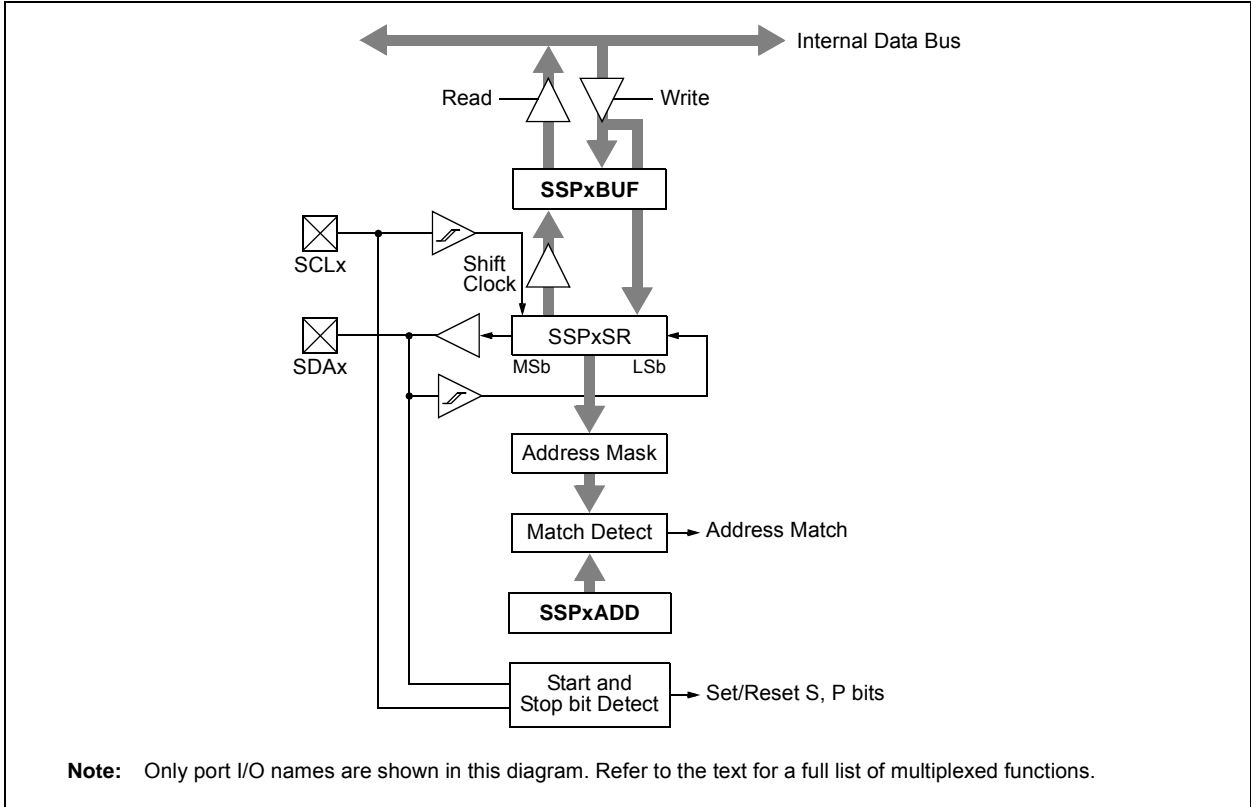 Internal Data Bus
Read
Write
SSPxBUF
SCLx
Shift
Clock
SSPxSR
MSb
LSb
SDAx
Address Mask
Match Detect
Address Match
SSPxADD
Start and
Stop bit Detect
Set/Reset S, P bits
Note: Only port I/O names are shown in this diagram. Refer to the text for a full list of multiplexed functions.